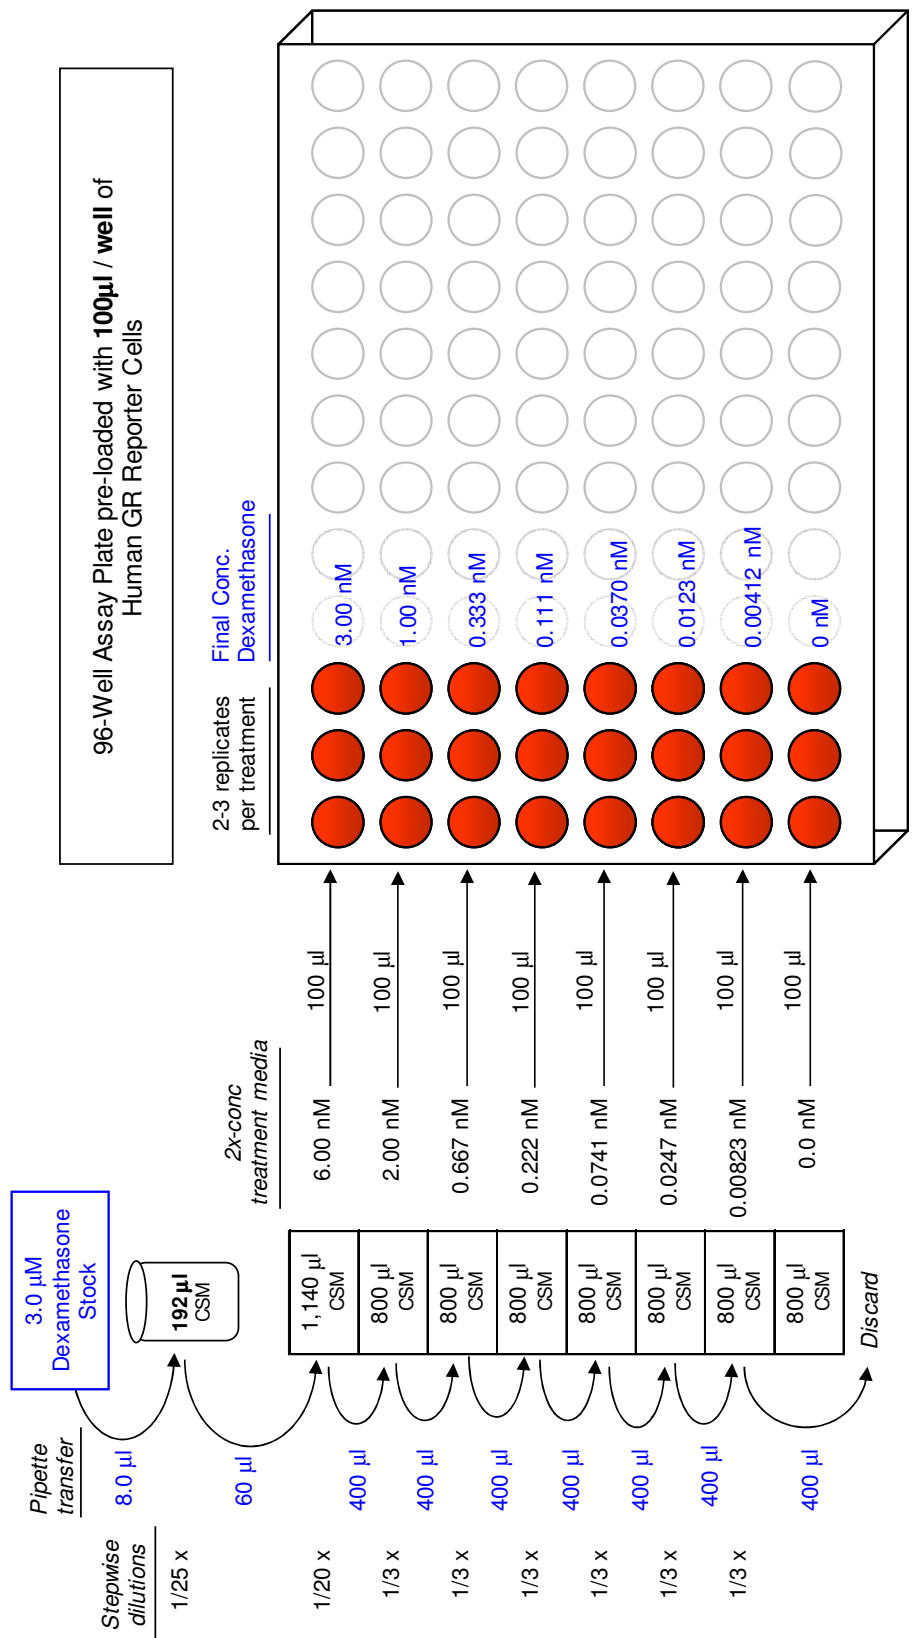 96-Well Assay Plate pre-loaded with 100µl / well of
Human GR Reporter Cells
3.0 µM
Dexamethasone
Stock
Pipette
transfer
Stepwise
dilutions
8.0 µl
1/25 x
192 µl
CSM
60 µl
2x-conc
treatment media
2-3 replicates
per treatment
Final Conc.
Dexamethasone
1/20 x
1,140 µl
CSM
6.00 nM
100 µl
3.00 nM
1/3 x
400 µl
800 µl
CSM
2.00 nM
100 µl
1.00 nM
1/3 x
400 µl
800 µl
CSM
0.667 nM
100 µl
0.333 nM
1/3 x
400 µl
800 µl
CSM
0.222 nM
100 µl
0.111 nM
1/3 x
400 µl
800 µl
CSM
0.0741 nM
100 µl
0.0370 nM
1/3 x
400 µl
800 µl
CSM
0.0247 nM
100 µl
0.0123 nM
1/3 x
400 µl
800 µl
CSM
0.00823 nM
100 µl
0.00412 nM
400 µl
800 µl
CSM
0.0 nM
100 µl
0 nM
Discard